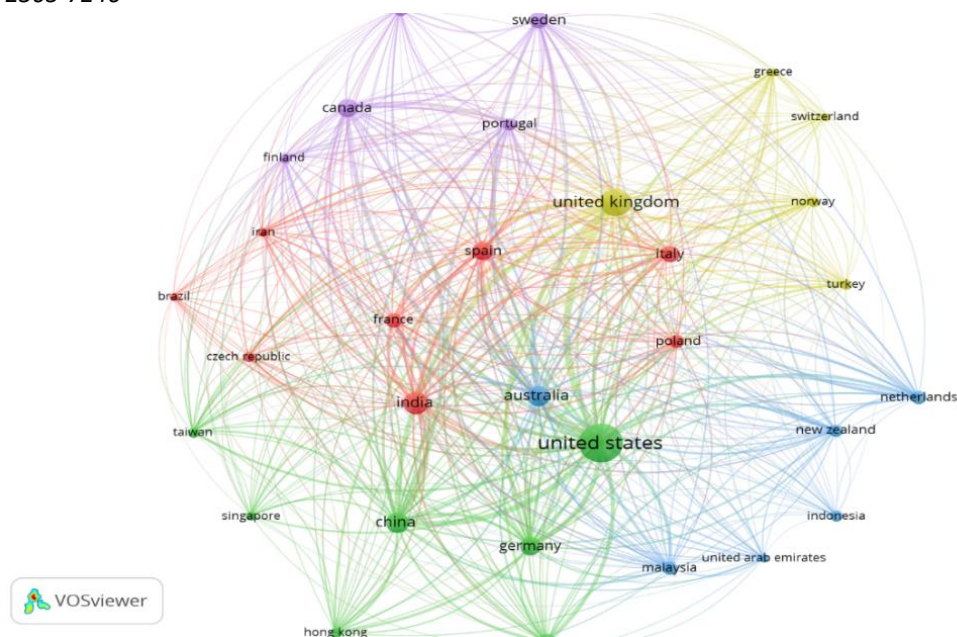 sweden
greece
canada
switzerland
portugal
finland
united kingdom
norway
iran
spain
italy
turkey
brazil
france
poland
czech republic
india
australia
netherlands
taiwan
new zealand
united states
singapore
china
indonesia
germany
united arab emirates
malaysia
VOSviewer
hong kong